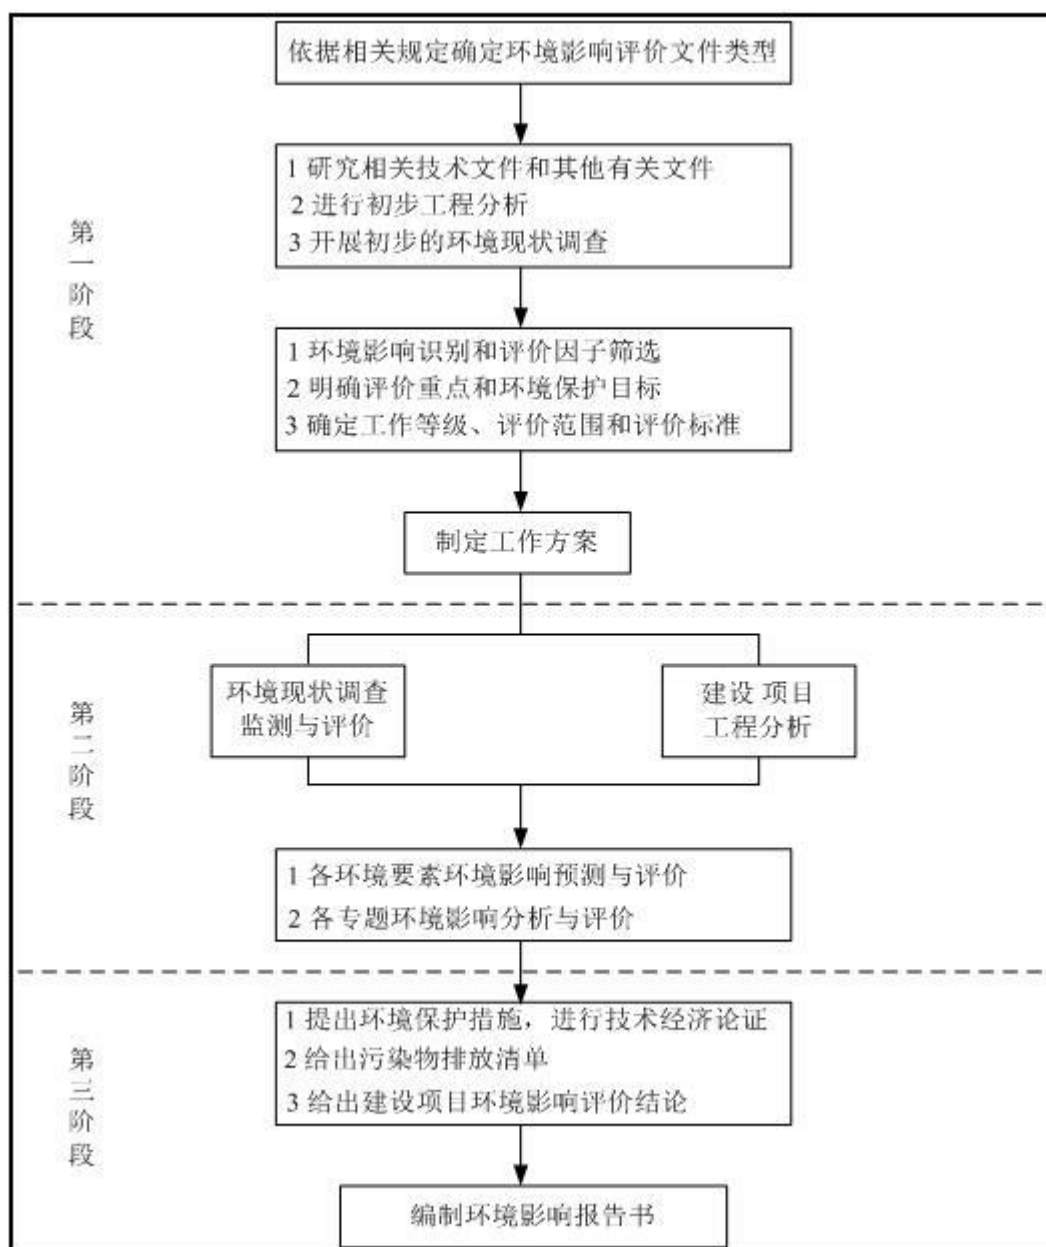 依据相关规定确定环境影响评价文件类型
1 研究相关技术文件和其他有关文件
2 进行初步工程分析
3 开展初步的环境现状调查
第一阶段
1 环境影响识别和评价因子筛选
2 明确评价重点和环境保护目标
3 确定工作等级、评价范围和评价标准
制定工作方案
第二阶段
环境现状调查
监测与评价
建设 项目
工程分析
1 各环境要素环境影响预测与评价
2 各专题环境影响分析与评价
第三阶段
1 提出环境保护措施，进行技术经济论证
2 给出污染物排放清单
3 给出建设项目环境影响评价结论
编制环境影响报告书